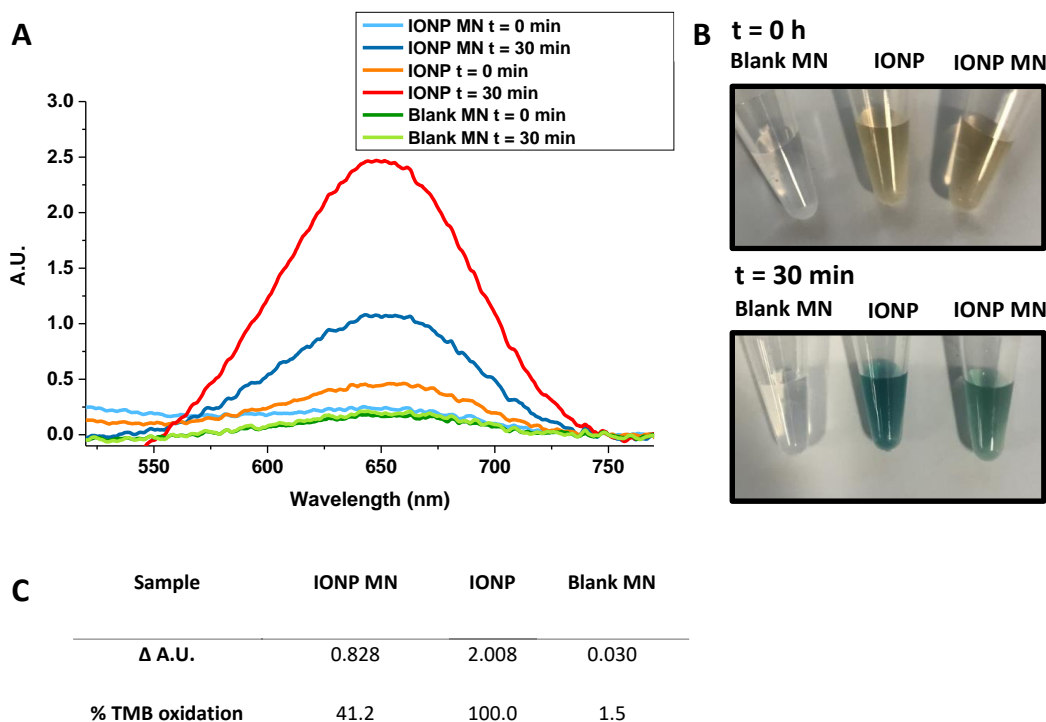 A
IONP MN t = 0 min
IONP MN t = 30 min
IONP t = 0 min
IONP t = 30 min
Blank MN t = 0 min
Blank MN t = 30 min
3.0
2.5
2.0
1.5
1.0
0.5
0.0
A.U.
550 600 650 700 750
Wavelength (nm)
B
t = 0 h
Blank MN IONP IONP MN
t = 30 min
Blank MN IONP IONP MN
C
Sample IONP MN IONP Blank MN
Δ A.U. 0.828 2.008 0.030
% TMB oxidation 41.2 100.0 1.5